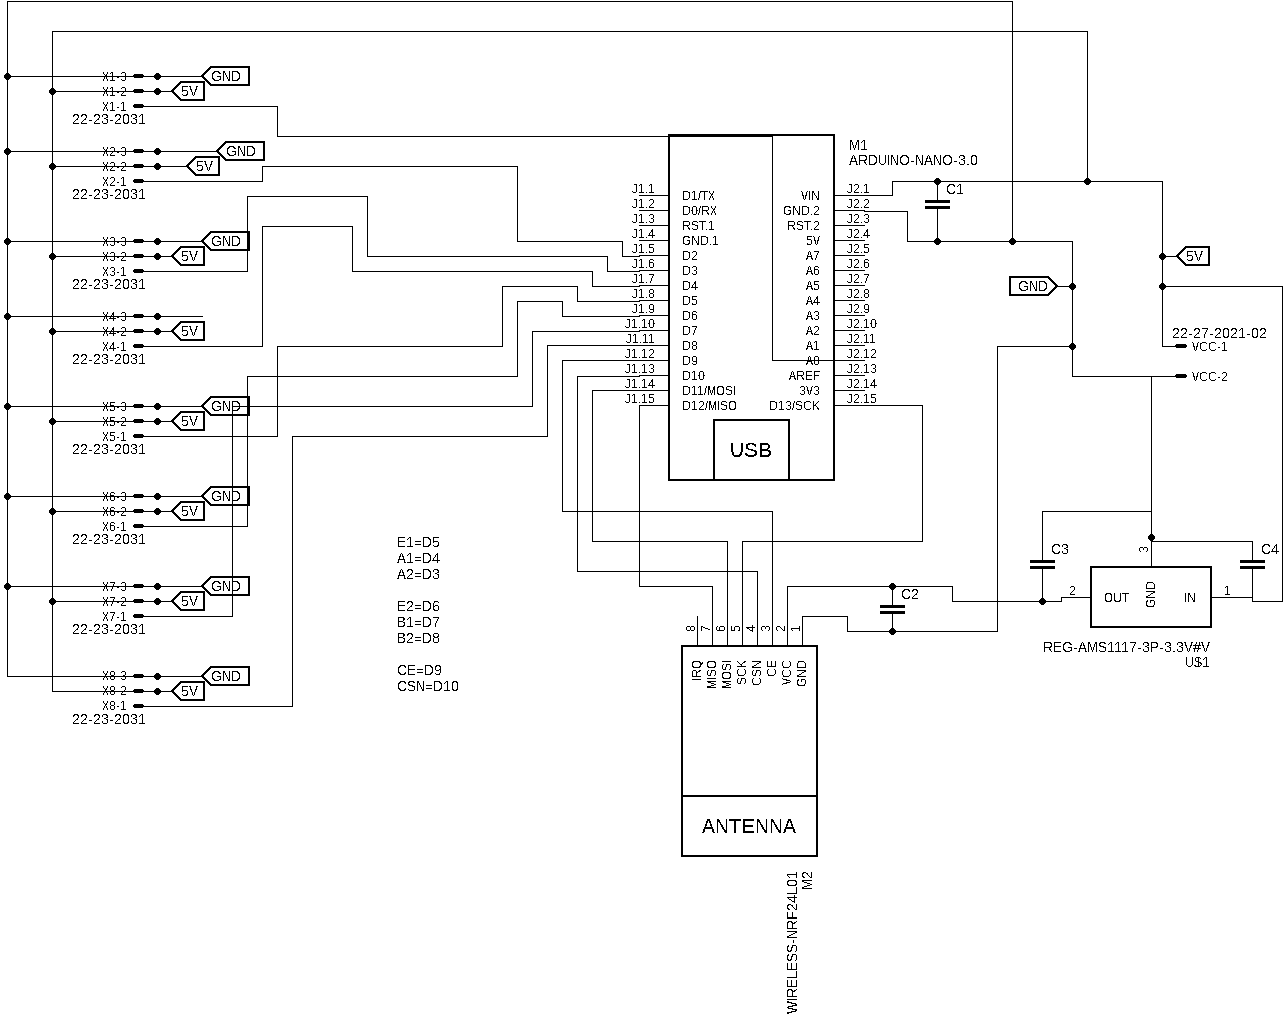 X1-3 GND
X1-2 5V
X1-1
22-23-2031
X2-3 GND
X2-2 5V
X2-1
22-23-2031
X3-3 GND
X3-2 5V
X3-1
22-23-2031
X4-3
X4-2 5V
X4-1
22-23-2031
X5-3 GND
X5-2 5V
X5-1
22-23-2031
X6-3 GND
X6-2 5V
X6-1
22-23-2031
X7-3 GND
X7-2 5V
X7-1
22-23-2031
X8-3 GND
X8-2 5V
X8-1
22-23-2031
E1=D5
A1=D4
A2=D3
E2=D6
B1=D7
B2=D8
CE=D9
CSN=D10
M1
ARDUINO-NANO-3.0
J1.1 D1/TX VIN J2.1
J1.2 D0/RX GND.2 J2.2
J1.3 RST.1 RST.2 J2.3
J1.4 GND.1 5V J2.4
J1.5 D2 A7 J2.5
J1.6 D3 A6 J2.6
J1.7 D4 A5 J2.7
J1.8 D5 A4 J2.8
J1.9 D6 A3 J2.9
J1.10 D7 A2 J2.10
J1.11 D8 A1 J2.11
J1.12 D9 A0 J2.12
J1.13 D10 AREF J2.13
J1.14 D11/MOSI 3V3 J2.14
J1.15 D12/MISO D13/SCK J2.15
USB
C1
5V
GND
22-27-2021-02
VCC-1
VCC-2
C3
C4
C2
3
2 OUT GND IN 1
REG-AMS1117-3P-3.3V#V
U$1
8 7 6 5 4 3 2 1
IRQ MISO MOSI SCK CSN CE VCC GND
ANTENNA
WIRELESS-NRF24L01
M2